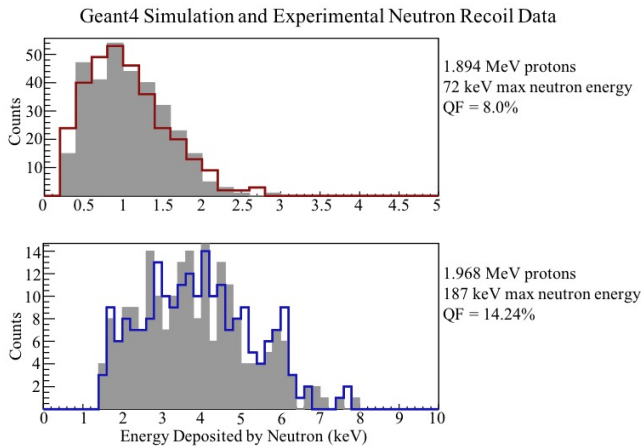 Geant4 Simulation and Experimental Neutron Recoil Data
50
40
30
20
10
Counts
0 0.5 1 1.5 2 2.5 3 3.5 4 4.5 5
1.894 MeV protons
72 keV max neutron energy
QF = 8.0%
14
12
10
8
6
4
2
Counts
0 1 2 3 4 5 6 7 8 9 10
Energy Deposited by Neutron (keV)
1.968 MeV protons
187 keV max neutron energy
QF = 14.24%